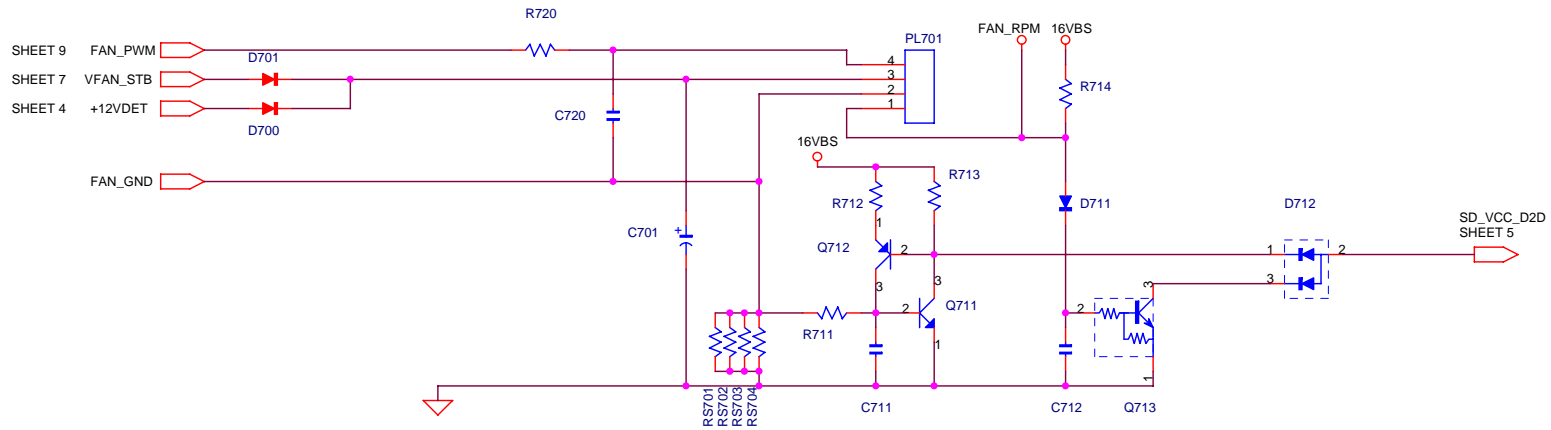 R720
SHEET 9 FAN_PWM
D701
SHEET 7 VFAN_STB
SHEET 4 +12VDET
D700
C720
FAN_GND
PL701
4
3
2
1
FAN_RPM 16VBS
R714
16VBS
R712
R713
D711
D712
SD_VCC_D2D
SHEET 5
C701
+
1
Q712
2
3
1
2
3
3
Q711
2
1
R711
2
3
1
RS701
RS702
RS703
RS704
C711
C712
Q713